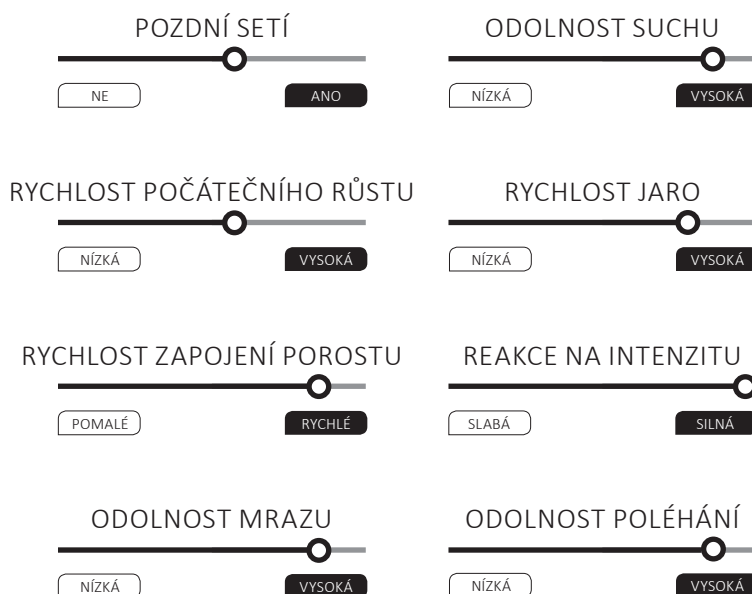 POZDNÍ SETÍ
NE ANO
ODOLNOST SUCHU
NÍZKÁ VYSOKÁ
RYCHLOST POČÁTEČNÍHO RŮSTU
NÍZKÁ VYSOKÁ
RYCHLOST JARO
NÍZKÁ VYSOKÁ
RYCHLOST ZAPOJENÍ POROSTU
POMALÉ RYCHLÉ
REAKCE NA INTENZITU
SLABÁ SILNÁ
ODOLNOST MRAZU
NÍZKÁ VYSOKÁ
ODOLNOST POLÉHÁNÍ
NÍZKÁ VYSOKÁ